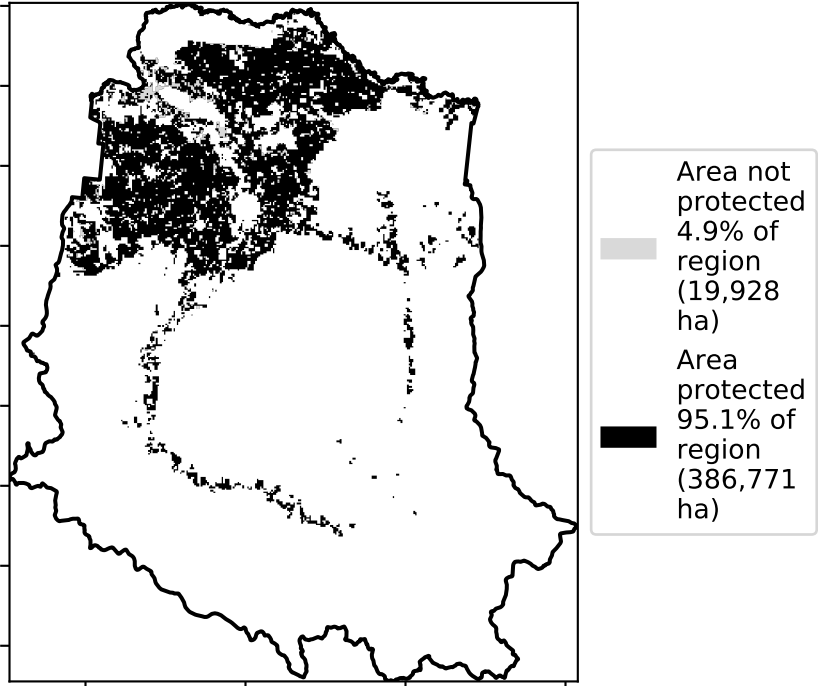 Area not
protected
4.9% of
region
(19,928
ha)
Area
protected
95.1% of
region
(386,771
ha)